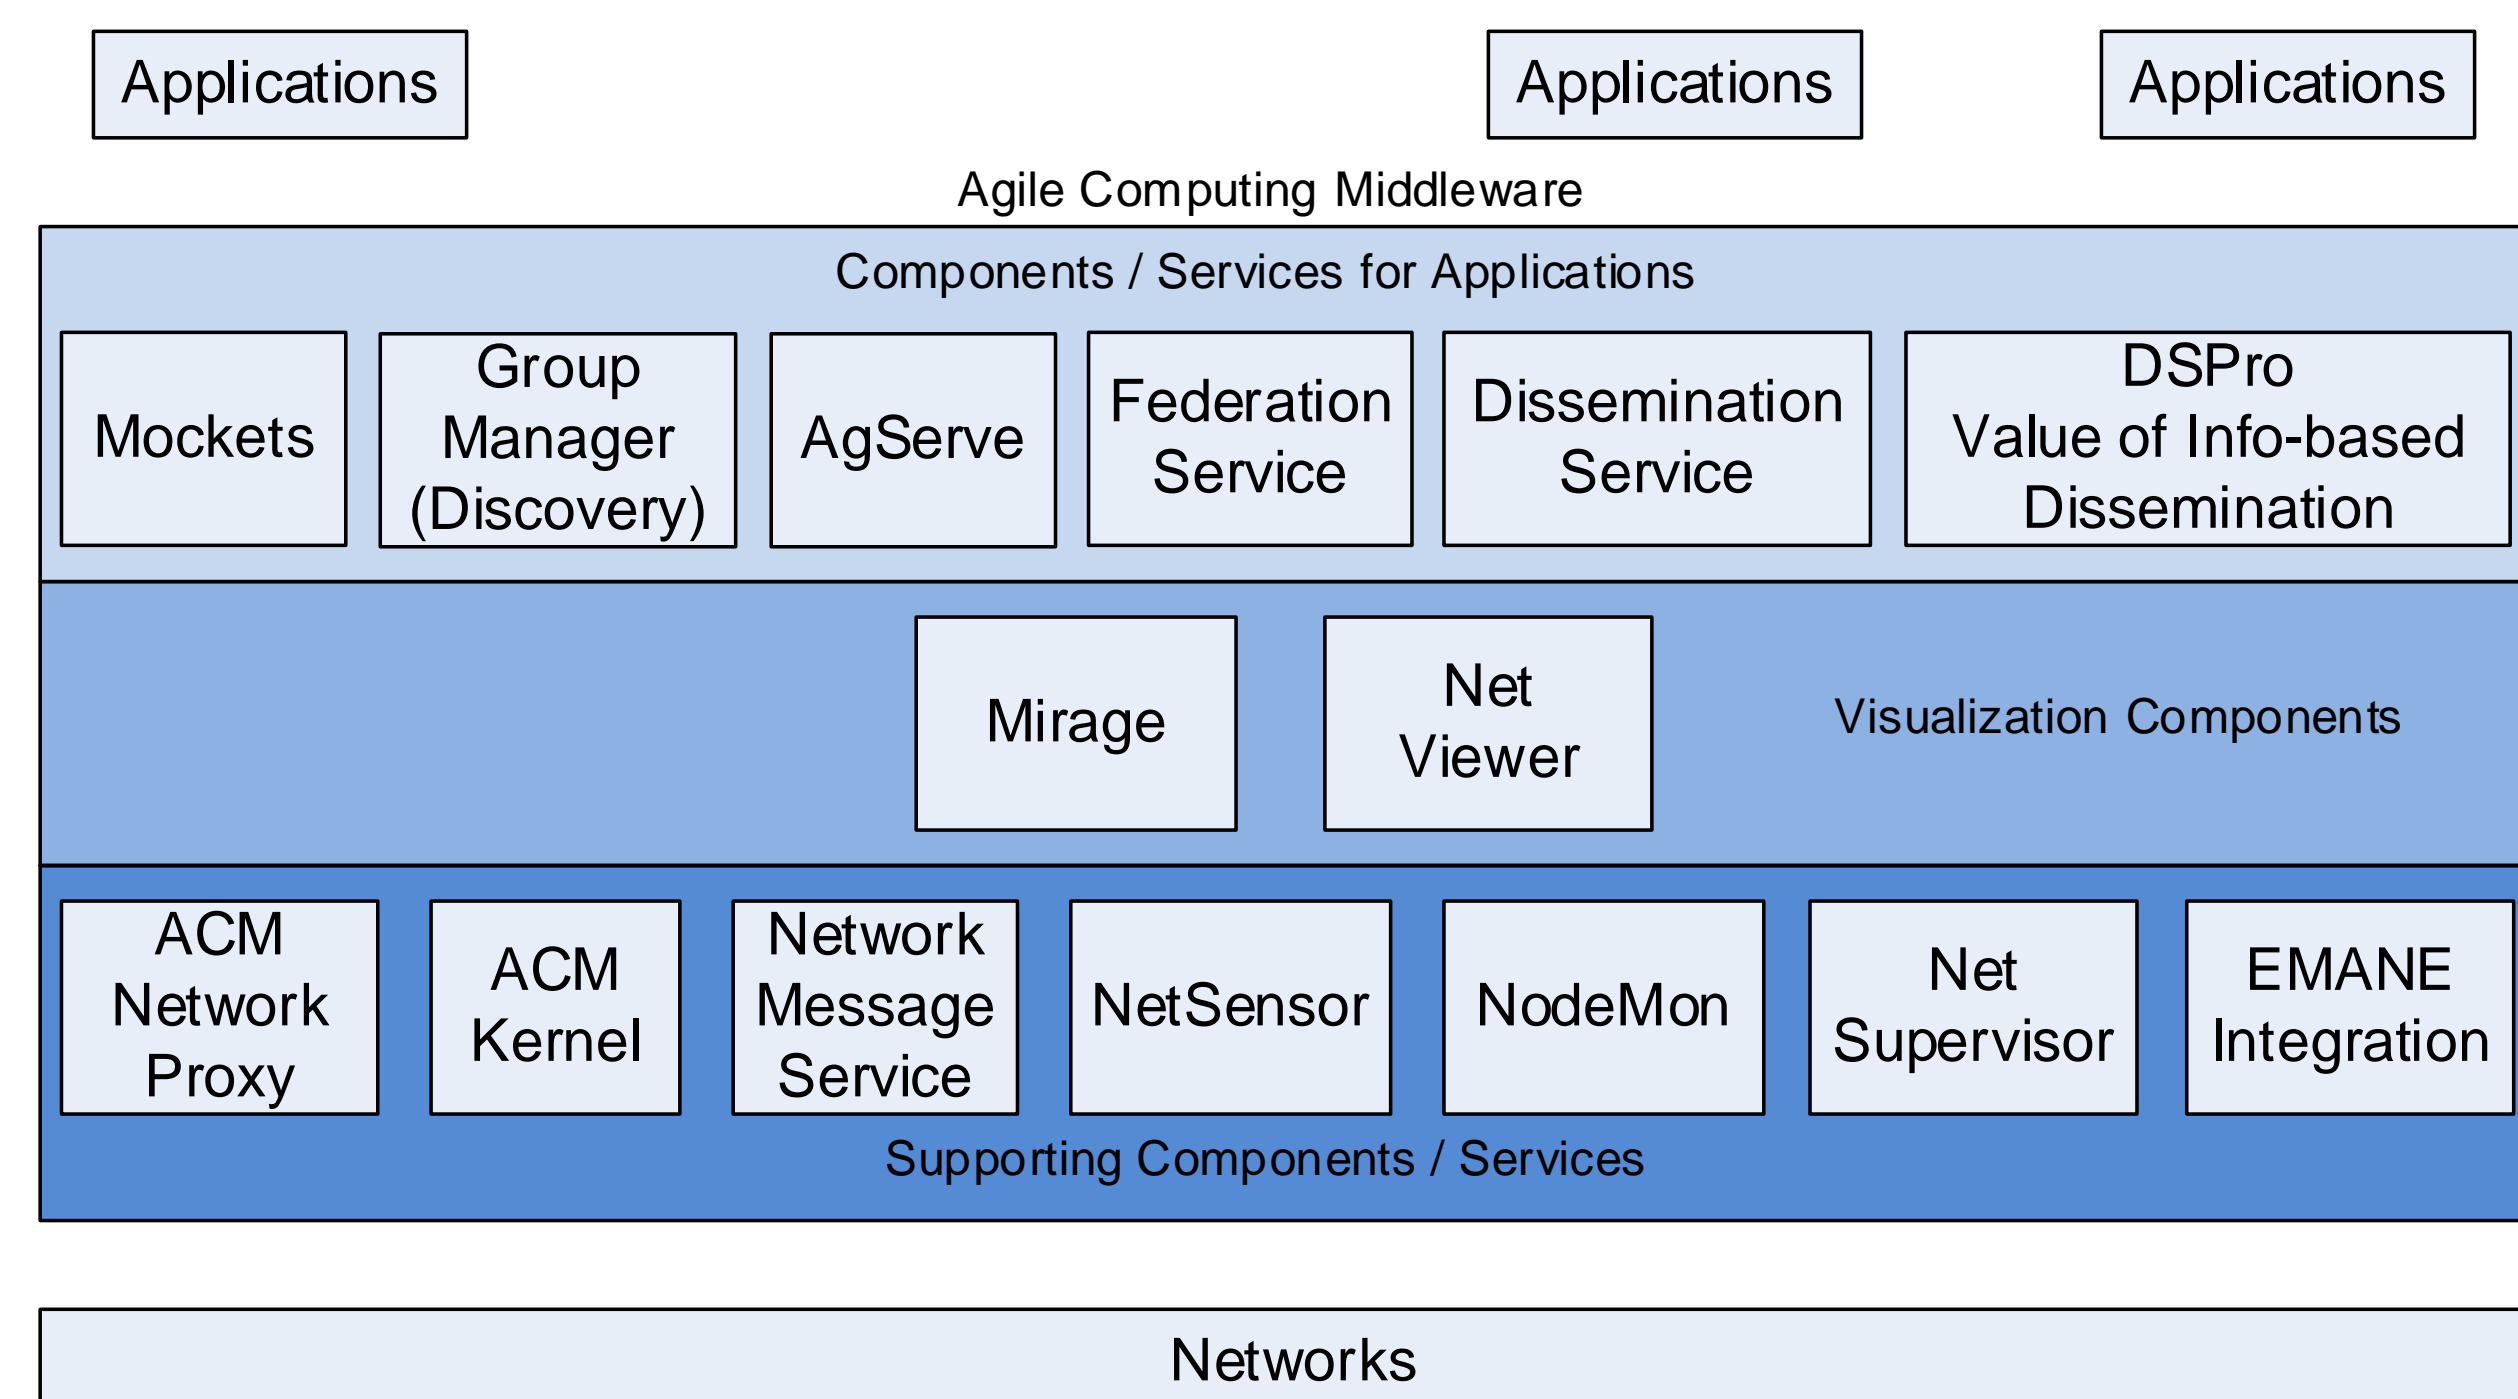 Applications
Applications
Applications
Agile Computing Middleware
Components / Services for Applications
Mockets
Group
Manager
(Discovery)
AgServe
Federation
Service
Dissemination
Service
DSPro
Value of Info-based
Dissemination
Mirage
Net
Viewer
Visualization Components
ACM
Network
Proxy
ACM
Kernel
Network
Message
Service
NetSensor
NodeMon
Net
Supervisor
EMANE
Integration
Supporting Components / Services
Networks